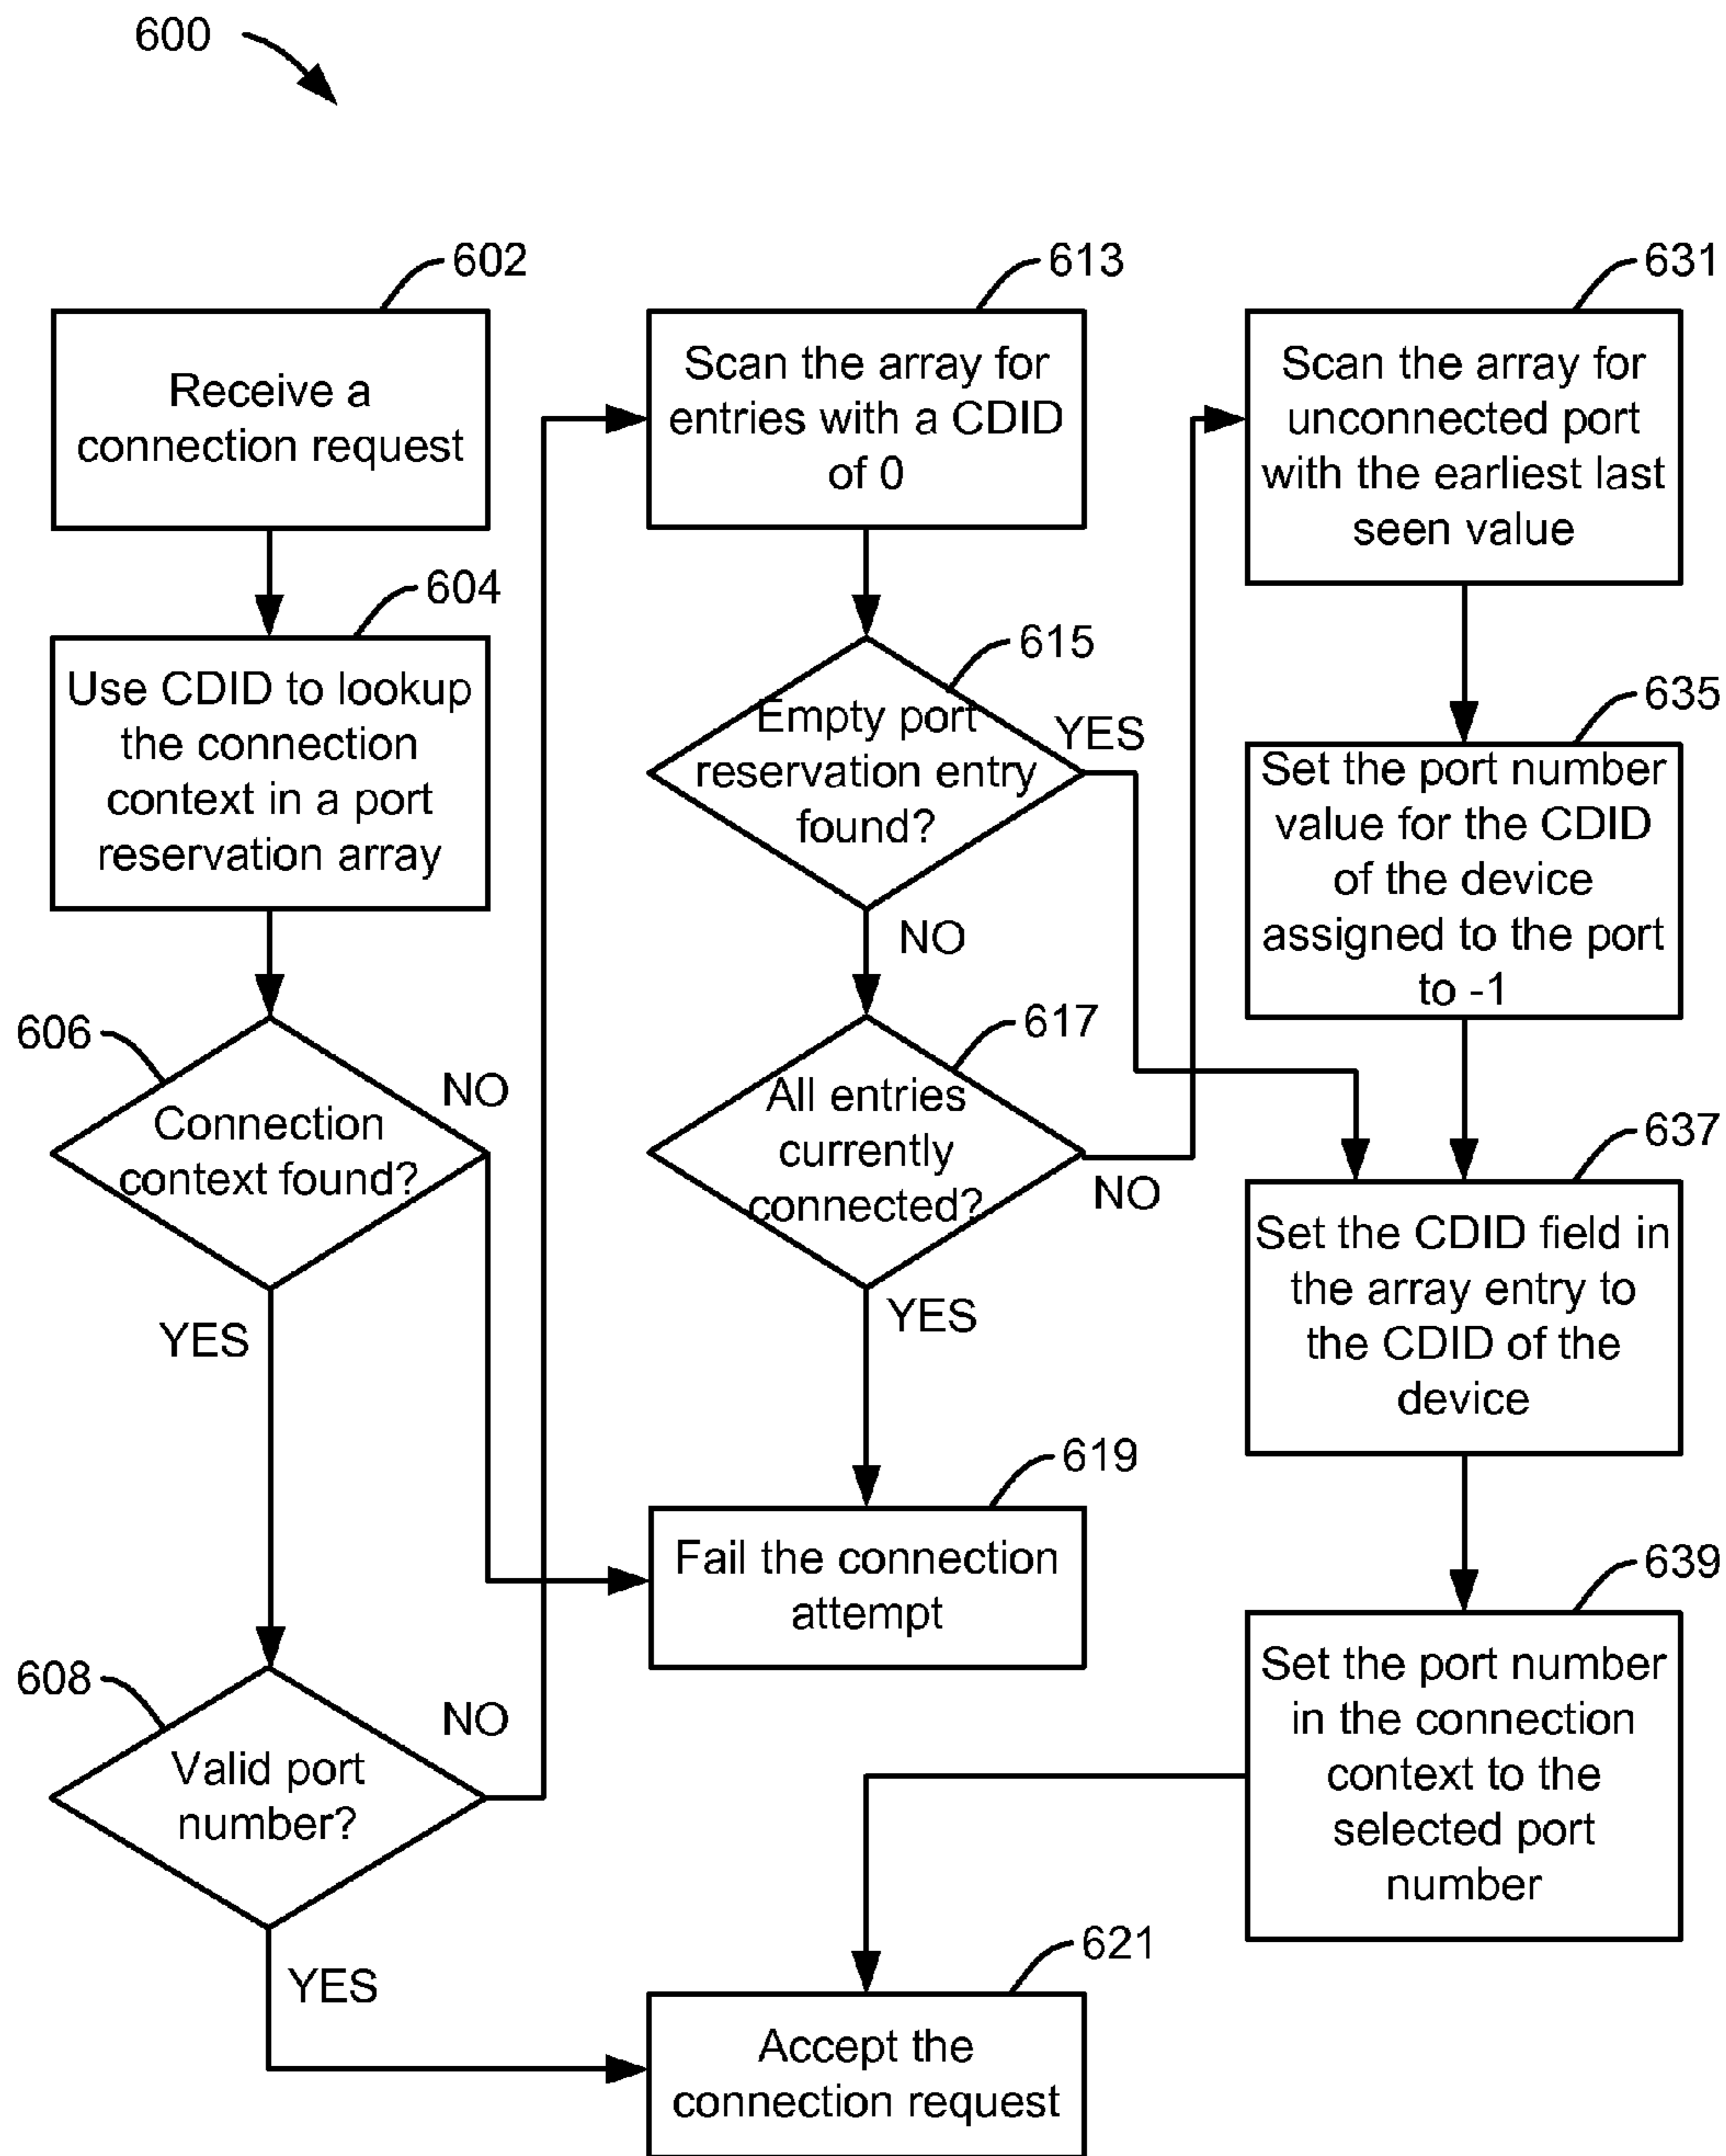 600
602
Receive a
connection request
604
Use CDID to lookup
the connection
context in a port
reservation array
606
Connection
context found?
NO
YES
608
Valid port
number?
NO
YES
613
Scan the array for
entries with a CDID
of 0
615
Empty port
reservation entry
found?
YES
NO
617
All entries
currently
connected?
NO
YES
619
Fail the connection
attempt
621
Accept the
connection request
631
Scan the array for
unconnected port
with the earliest last
seen value
635
Set the port number
value for the CDID
of the device
assigned to the port
to -1
637
Set the CDID field in
the array entry to
the CDID of the
device
639
Set the port number
in the connection
context to the
selected port
number